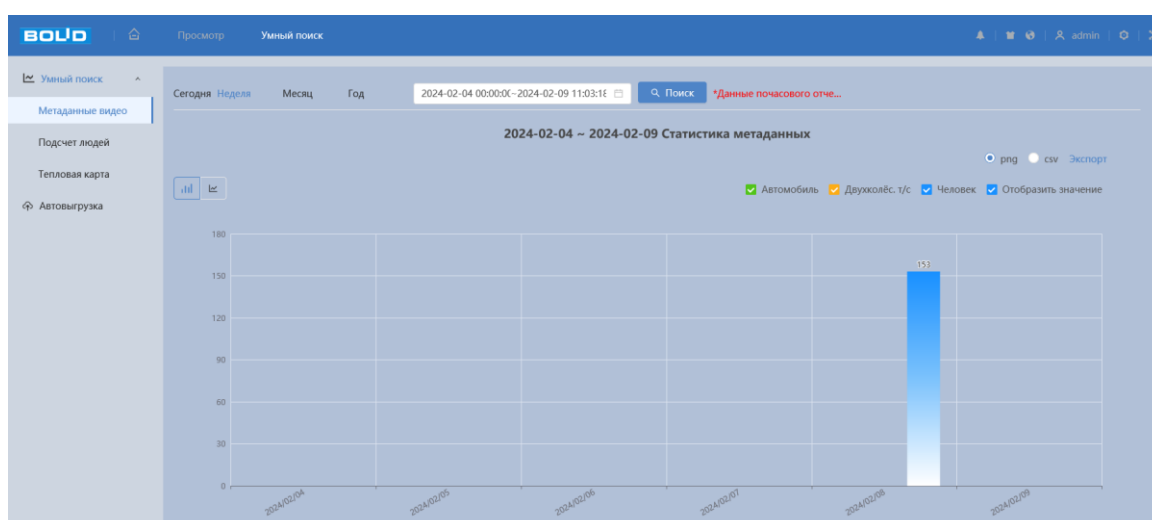 BOLID Просмотр Умный поиск admin
Умный поиск
Метаданные видео
Подсчет людей
Тепловая карта
Автовыгрузка
Сегодня Неделя Месяц Год 2024-02-04 00:00:0(~2024-02-09 11:03:18 Поиск *Данные почасового отче...
2024-02-04 ~ 2024-02-09 Статистика метаданных
png csv Экспорт
Автомобиль Двухколёс. т/с Человек Отобразить значение
180
150
120
90
60
30
0
153
2024/02/04 2024/02/05 2024/02/06 2024/02/07 2024/02/08 2024/02/09